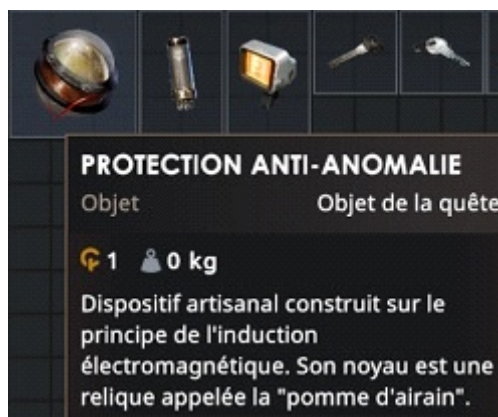 PROTECTION ANTI-ANOMALIE
Objet Objet de la quête
1 0 kg
Dispositif artisanal construit sur le
principe de l'induction
électromagnétique. Son noyau est une
relique appelée la "pomme d'airain".